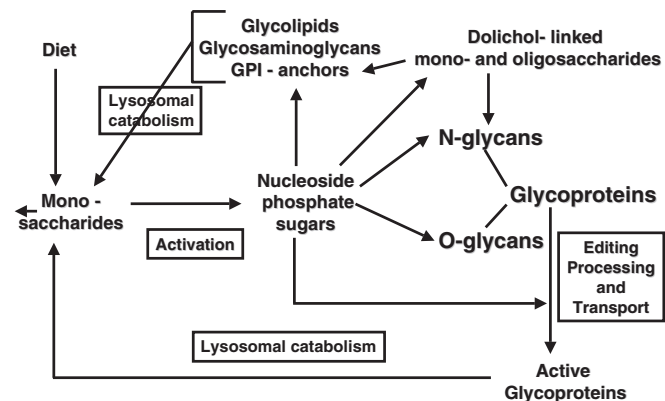 Glycolipids
Glycosaminoglycans
GPI - anchors
Diet
Dolichol- linked
mono- and oligosaccharides
Lysosomal
catabolism
N-glycans
Nucleoside
phosphate
sugars
Glycoproteins
Mono -
saccharides
Activation
O-glycans
Editing
Processing
and
Transport
Lysosomal catabolism
Active
Glycoproteins